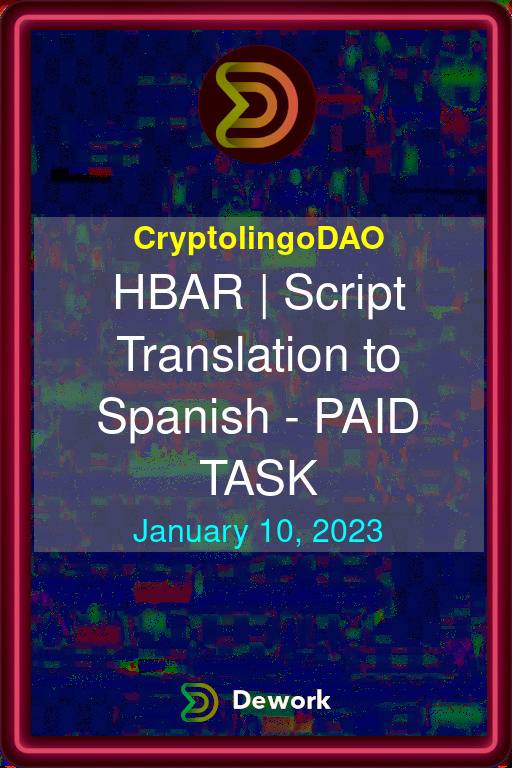 CryptolingoDAO
HBAR | Script
Translation to
Spanish - PAID
TASK
January 10, 2023
Dework